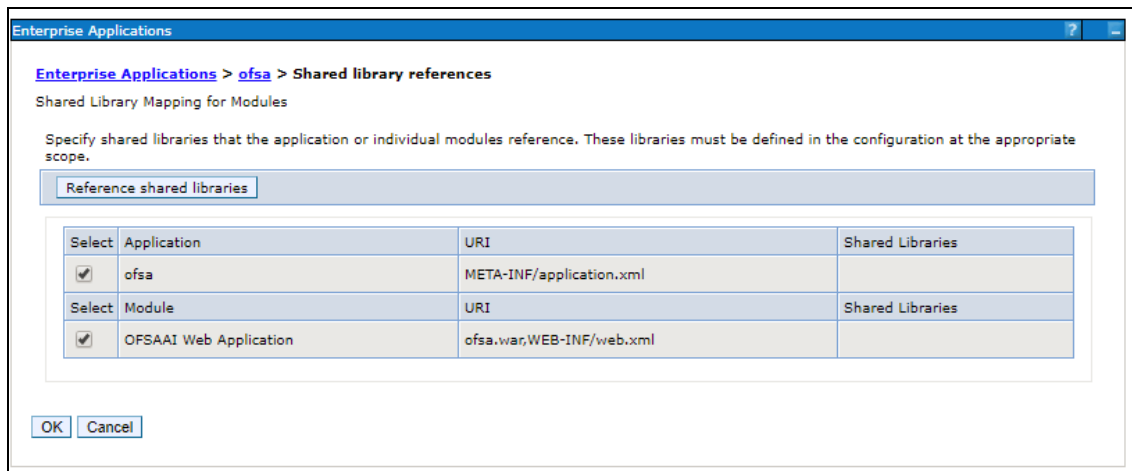 Enterprise Applications ? -
Enterprise Applications > ofsa > Shared library references
Shared Library Mapping for Modules
Specify shared libraries that the application or individual modules reference. These libraries must be defined in the configuration at the appropriate
scope.
Reference shared libraries
Select Application URI Shared Libraries
ofsa META-INF/application.xml
Select Module URI Shared Libraries
OFSAAI Web Application ofsa.war,WEB-INF/web.xml
OK Cancel